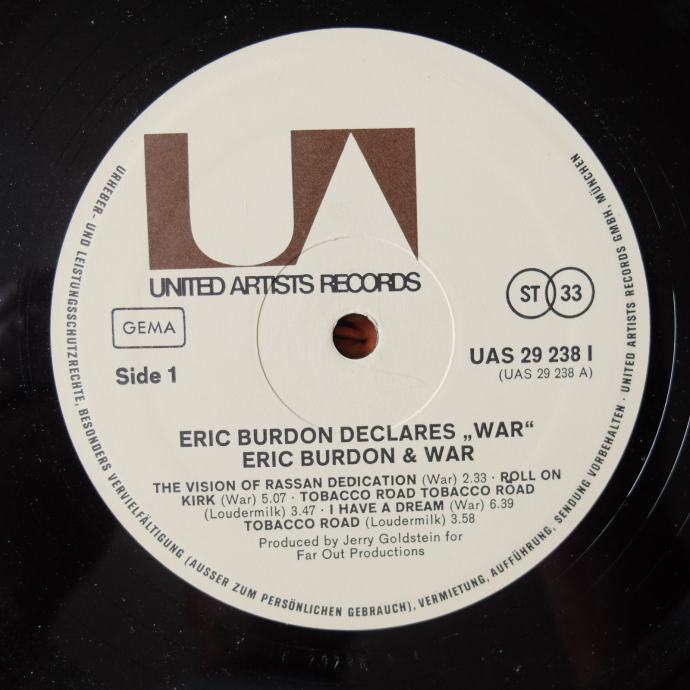 UA
UNITED ARTISTS RECORDS
GEMA
ST 33
Side 1
UAS 29 238 I
(UAS 29 238 A)
ERIC BURDON DECLARES „WAR“
ERIC BURDON & WAR
THE VISION OF RASSAN DEDICATION (War) 2.33 · ROLL ON
KIRK (War) 5.07 · TOBACCO ROAD TOBACCO ROAD
(Loudermilk) 3.47 · I HAVE A DREAM (War) 6.39
TOBACCO ROAD (Loudermilk) 3.58
Produced by Jerry Goldstein for
Far Out Productions
URHEBER- UND LEISTUNGSSCHUTZRECHTE, BESONDERS VERVIELFÄLTIGUNG (AUSSER ZUM PERSÖNLICHEN GEBRAUCH), VERMIETUNG, AUFFÜHRUNG, SENDUNG VORBEHALTEN · UNITED ARTISTS RECORDS GMBH, MÜNCHEN